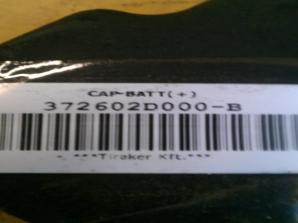 CAP-BATT(+)
372602D000-B
- ***Tiraker Kft.***